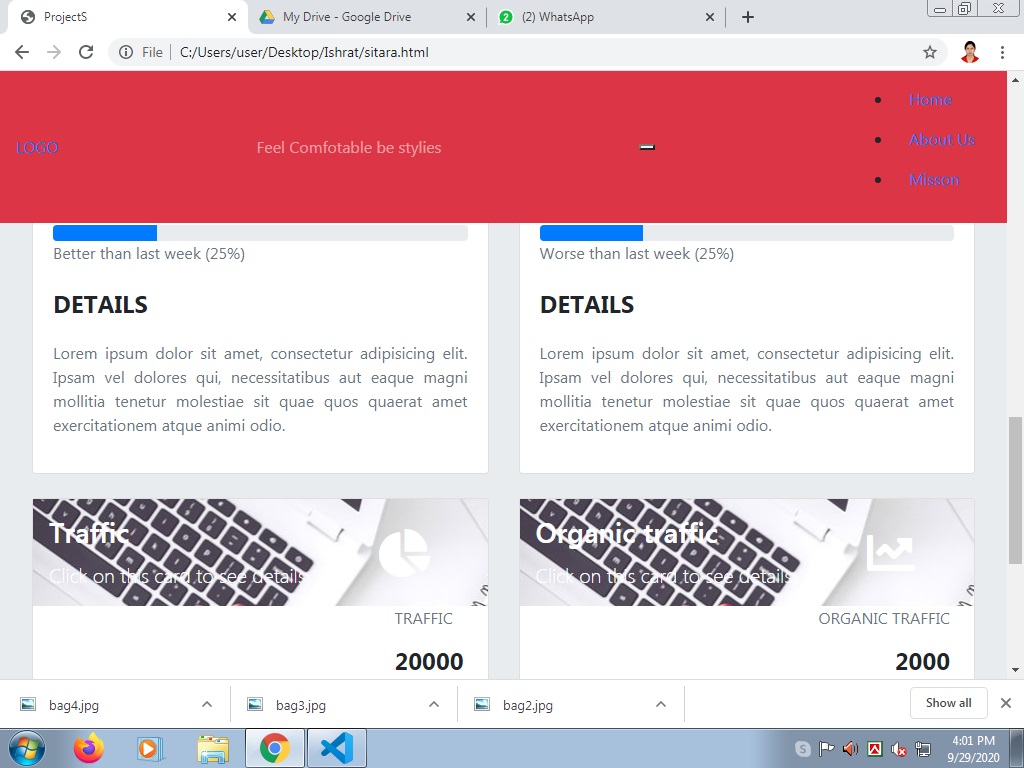 ProjectS
My Drive - Google Drive
2 (2) WhatsApp
File C:/Users/user/Desktop/Ishrat/sitara.html
Home
LOGO Feel Comfotable be stylies About Us
Misson
Better than last week (25%)
DETAILS
Lorem ipsum dolor sit amet, consectetur adipisicing elit.
Ipsam vel dolores qui, necessitatibus aut eaque magni
mollitia tenetur molestiae sit quae quos quaerat amet
exercitationem atque animi odio.
Worse than last week (25%)
DETAILS
Lorem ipsum dolor sit amet, consectetur adipisicing elit.
Ipsam vel dolores qui, necessitatibus aut eaque magni
mollitia tenetur molestiae sit quae quos quaerat amet
exercitationem atque animi odio.
Traffic
Click on this card to see details
TRAFFIC
20000
Organic traffic
Click on this card to see details
ORGANIC TRAFFIC
2000
bag4.jpg
bag3.jpg
bag2.jpg
Show all
4:01 PM
9/29/2020